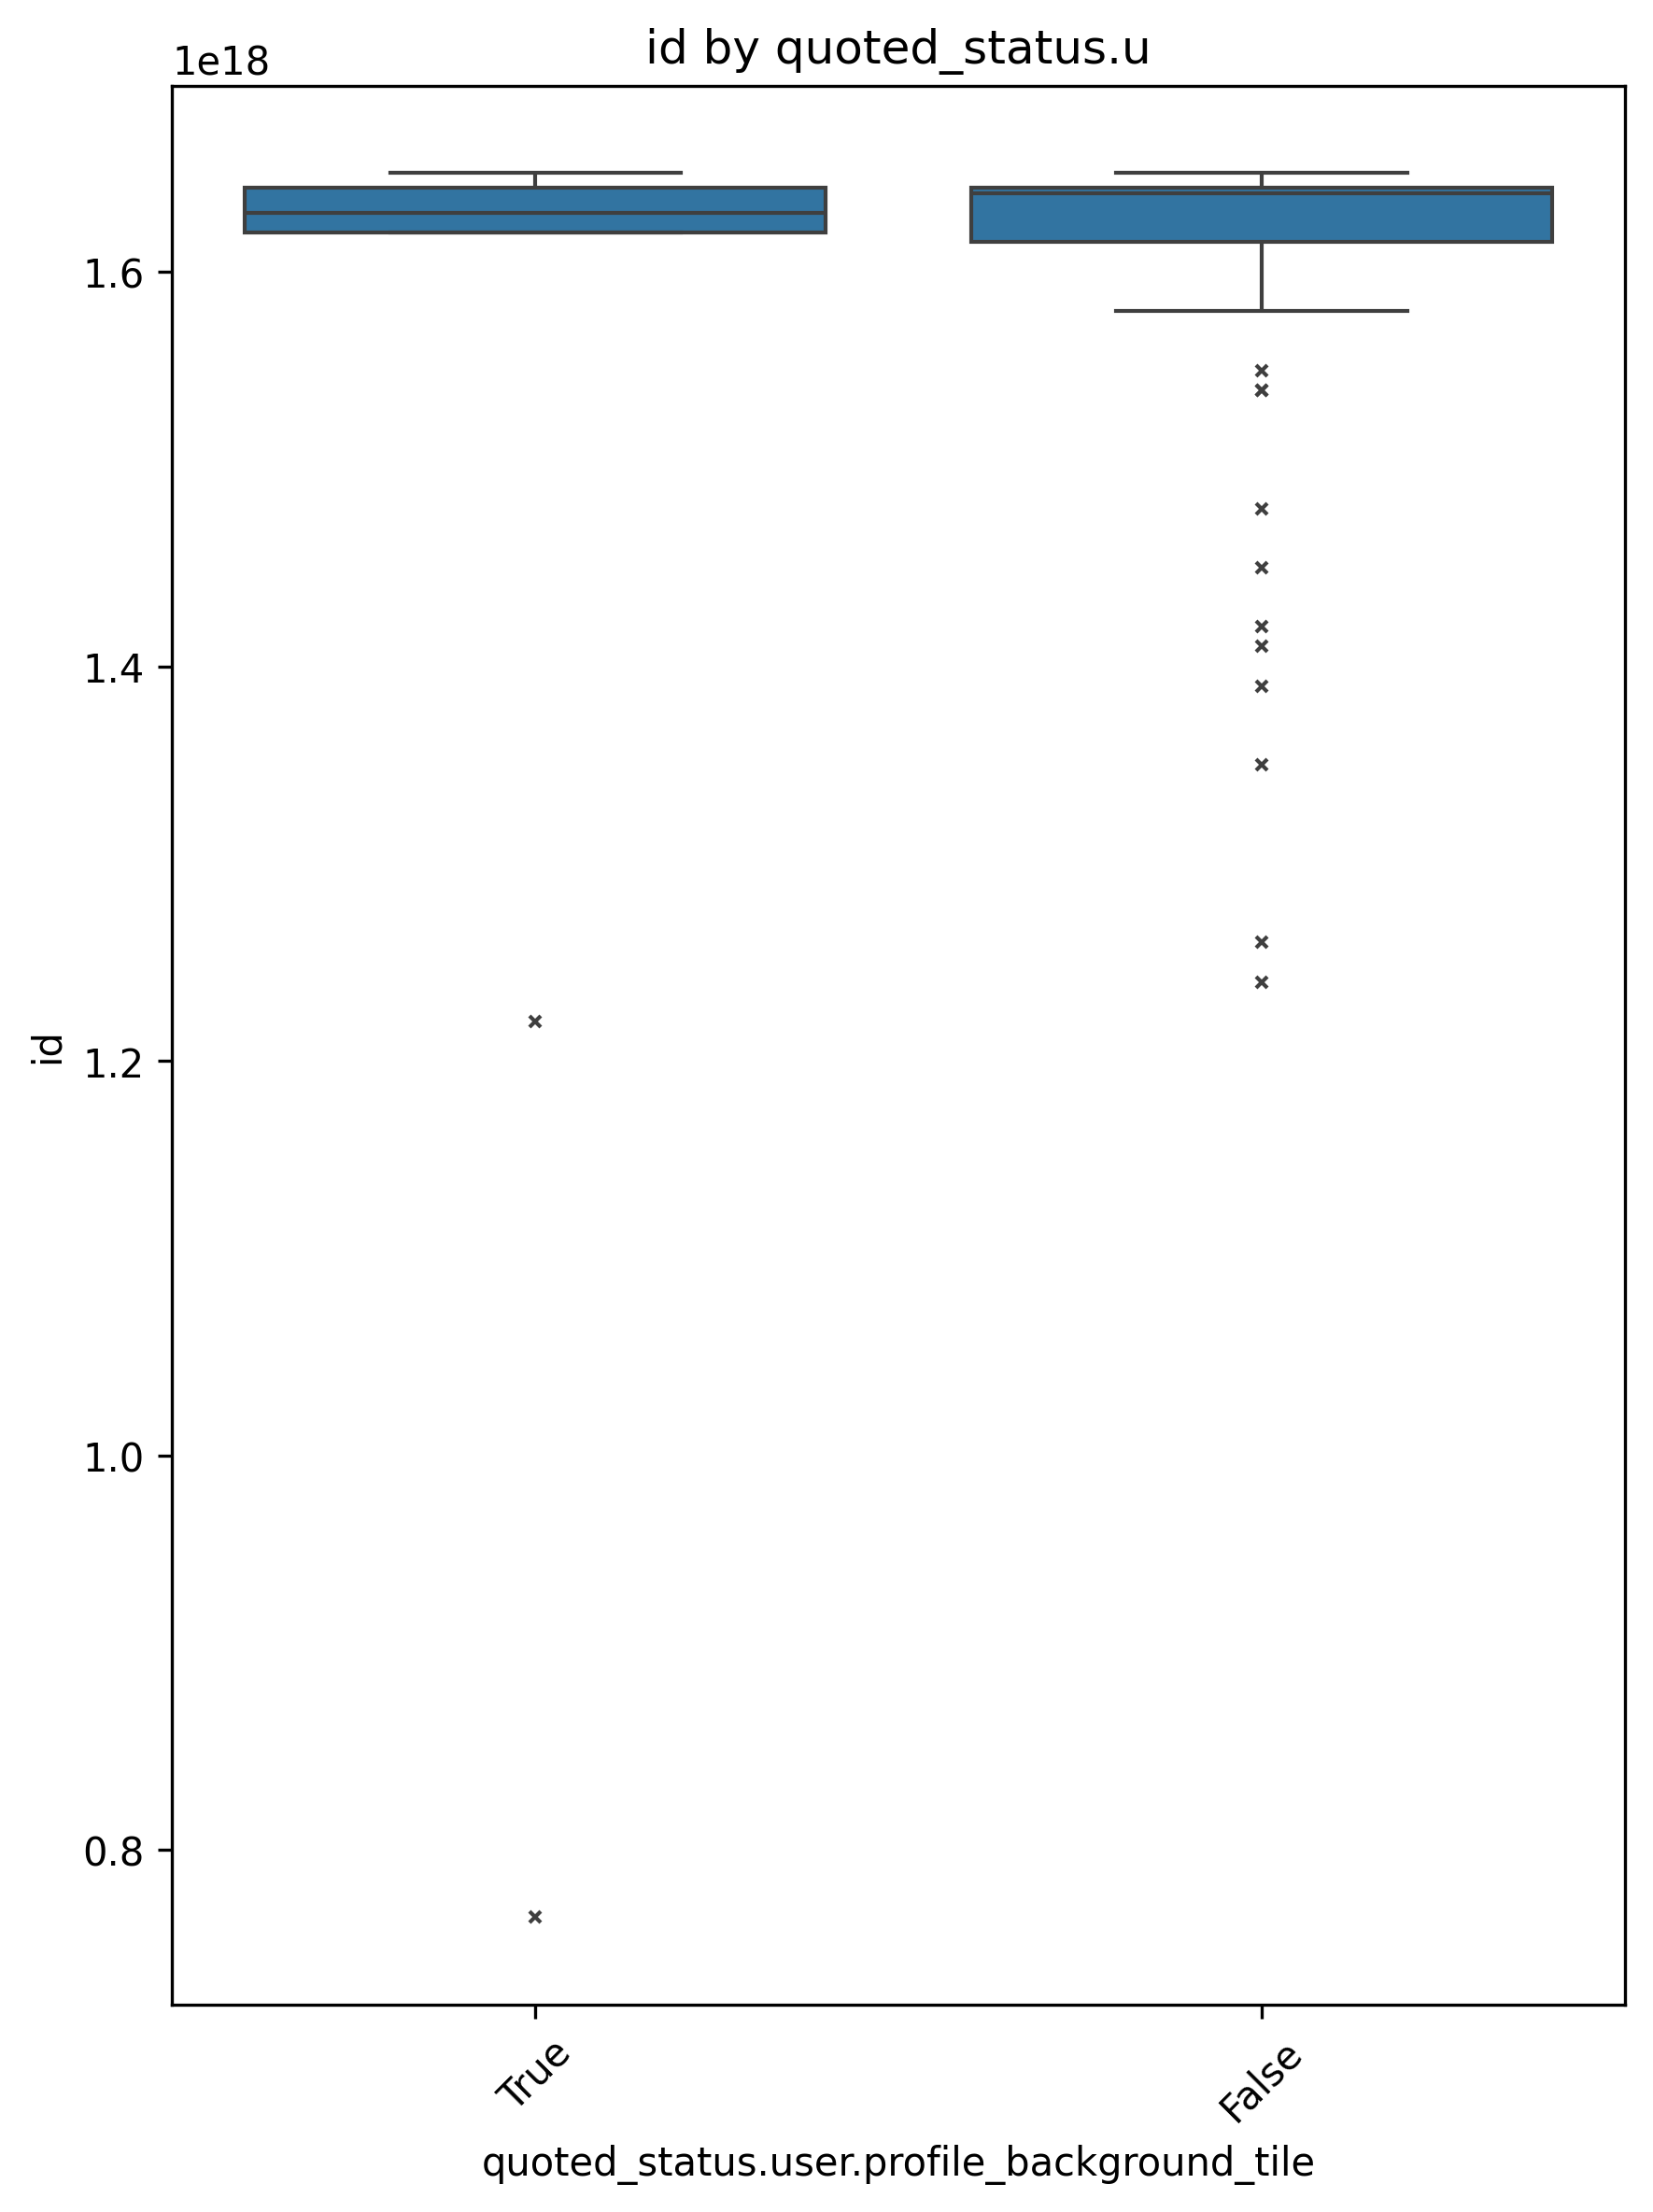 id by quoted_status.u
1e18
1.6
1.4
1.2
1.0
0.8
id
True
False
quoted_status.user.profile_background_tile